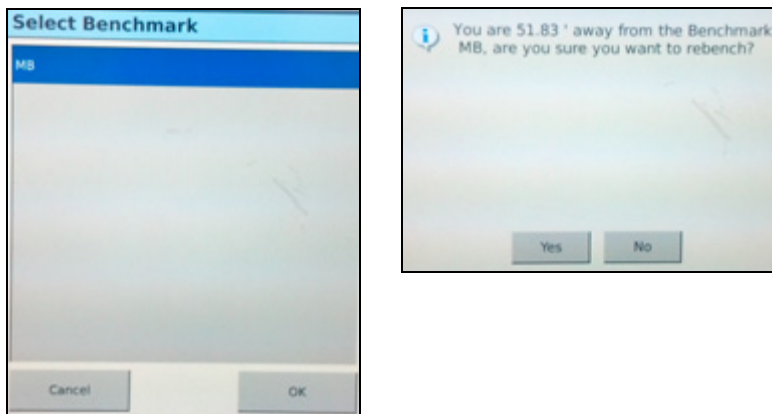 Select Benchmark
MB
Cancel
OK
You are 51.83 ' away from the Benchmark
MB, are you sure you want to rebench?
Yes
No